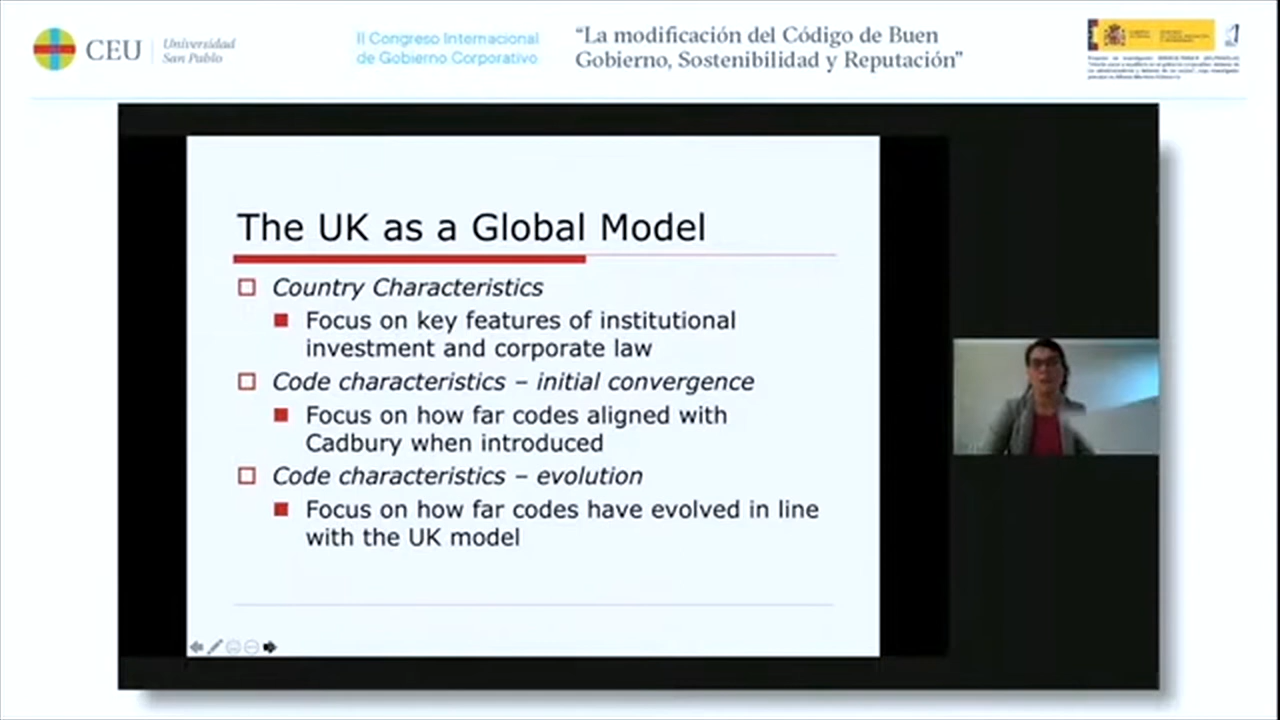 CEU
Universidad
San Pablo
II Congreso Internacional
de Gobierno Corporativo
“La modificación del Código de Buen
Gobierno, Sostenibilidad y Reputación”
The UK as a Global Model
Country Characteristics
Focus on key features of institutional
investment and corporate law
Code characteristics – initial convergence
Focus on how far codes aligned with
Cadbury when introduced
Code characteristics – evolution
Focus on how far codes have evolved in line
with the UK model